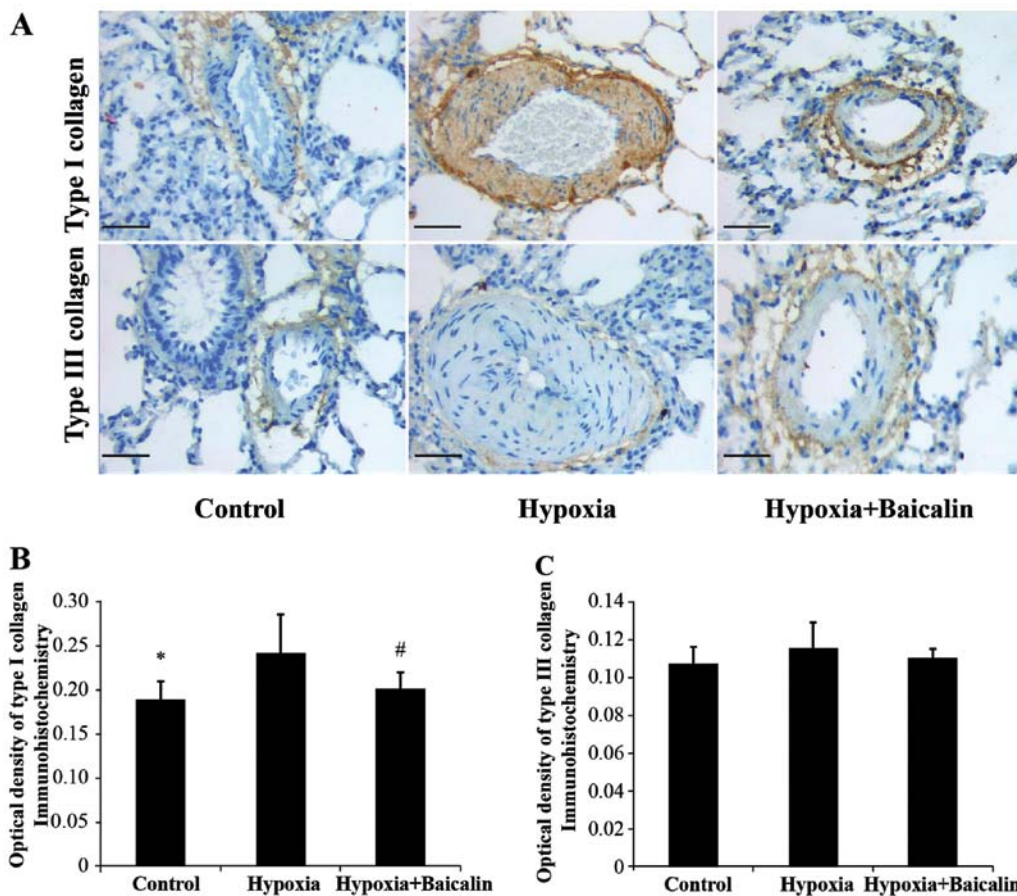 A
Type I collagen
Type III collagen
Control
Hypoxia
Hypoxia+Baicalin
B
Optical density of type I collagen
Immunohistochemistry
0.30
0.25
0.20
0.15
0.10
0.05
0
*
#
Control
Hypoxia
Hypoxia+Baicalin
C
Optical density of type III collagen
Immunohistochemistry
0.14
0.12
0.10
0.08
0.06
0.04
0.02
0.00
Control
Hypoxia
Hypoxia+Baicalin